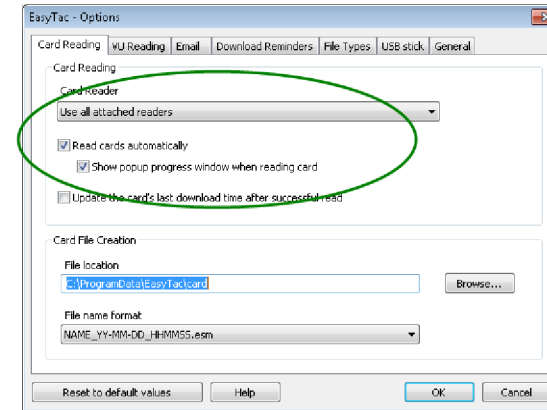 EasyTac - Options
Card Reading VU Reading Email Download Reminders File Types USB stick General
Card Reading
Card Reader
Use all attached readers
Read cards automatically
Show popup progress window when reading card
Update the card's last download time after successful read
Card File Creation
File location
C:\ProgramData\EasyTac\card
Browse...
File name format
NAME_YY-MM-DD_HHMMSS.esm
Reset to default values Help OK Cancel